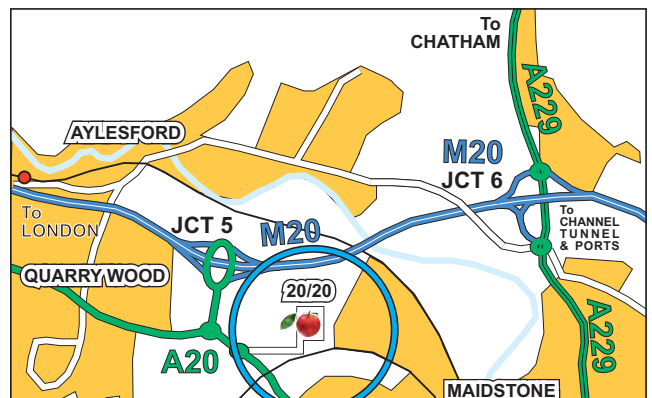 To
CHATHAM
A229
AYLESFORD
M20
JCT 6
To
LONDON
JCT 5
M20
To
CHANNEL
TUNNEL
& PORTS
QUARRY WOOD
20/20
A20
A229
MAIDSTONE